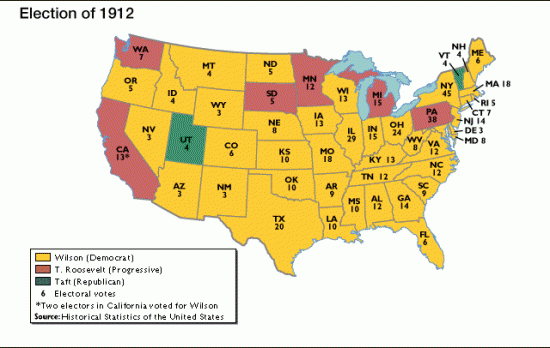 Election of 1912
WA
7
OR
5
CA
13*
NV
3
ID
4
MT
4
WY
3
UT
4
AZ
3
CO
6
NM
3
ND
5
SD
5
NE
8
KS
10
OK
10
TX
20
MN
12
IA
13
MO
18
AR
9
LA
10
WI
13
IL
29
MI
15
IN
15
OH
24
KY 13
TN 12
MS
10
AL
12
GA
14
FL
6
SC
9
NC
12
VA
12
WV
8
PA
38
NY
45
VT
4
NH
4
ME
6
MA 18
RI 5
CT 7
NJ 14
DE 3
MD 8
Wilson (Democrat)
T. Roosevelt (Progressive)
Taft (Republican)
6 Electoral votes
*Two electors in California voted for Wilson
Source: Historical Statistics of the United States